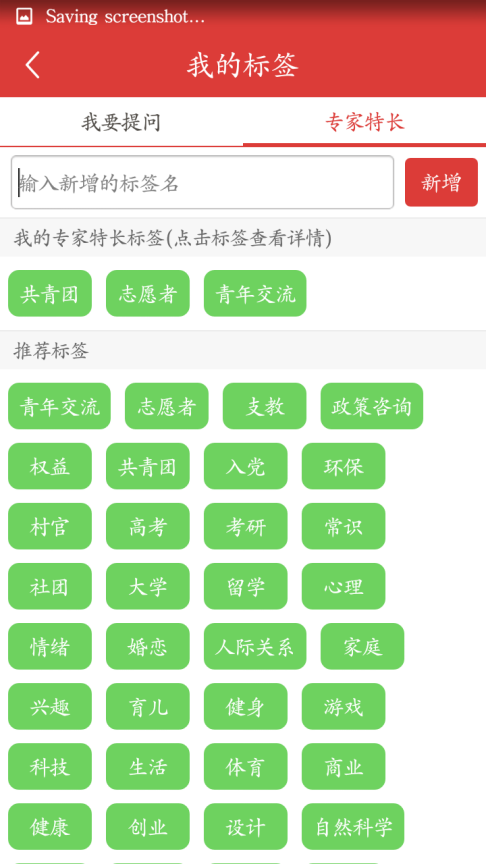 Saving screenshot...
我的标签
我要提问 专家特长
输入新增的标签名 新增
我的专家特长标签(点击标签查看详情)
共青团 志愿者 青年交流
推荐标签
青年交流 志愿者 支教 政策咨询
权益 共青团 入党 环保
村官 高考 考研 常识
社团 大学 留学 心理
情绪 婚恋 人际关系 家庭
兴趣 育儿 健身 游戏
科技 生活 体育 商业
健康 创业 设计 自然科学